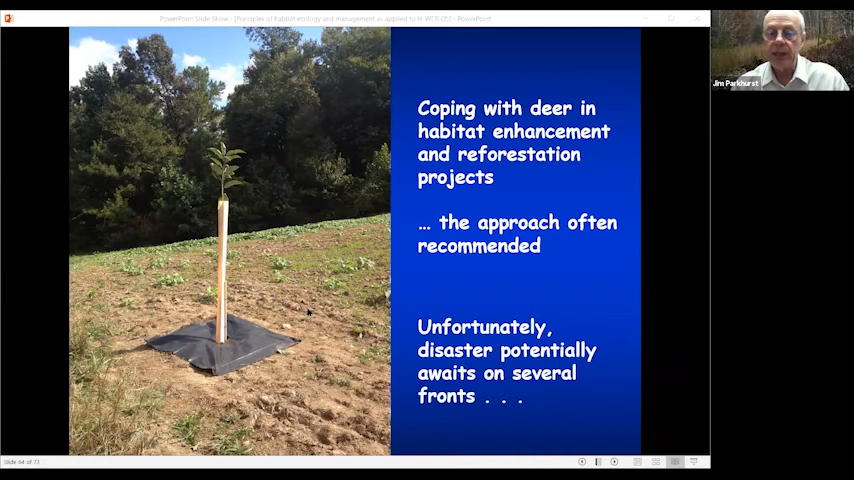 PowerPoint Slide Show - [Principles of habitat ecology and management as applied to H-WCTS (2)] - PowerPoint
Jim Parkhurst
Coping with deer in
habitat enhancement
and reforestation
projects
... the approach often
recommended
Unfortunately,
disaster potentially
awaits on several
fronts . . .
Slide 64 of 73